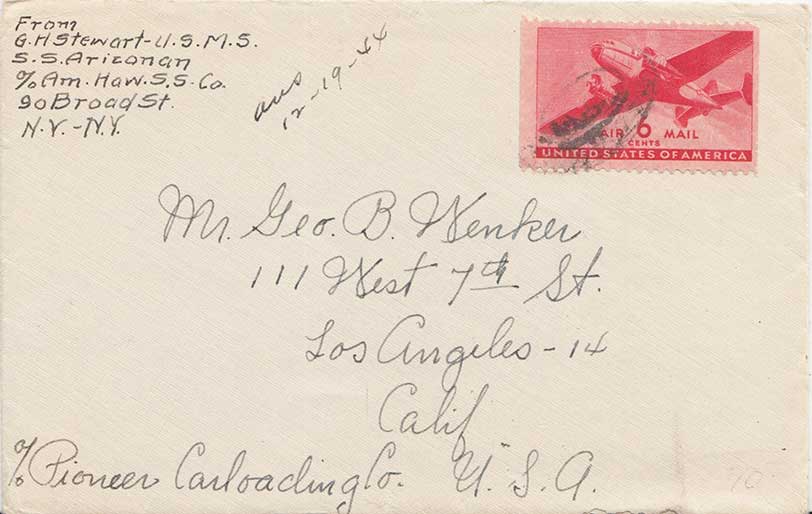 From
G.H Stewart-U.S.M.S.
S.S. Arizonan
℅ Am. Haw. S.S. Co.
90 Broad St.
N.Y.-N.Y.
ans
12-19-44
AIR 6 MAIL
CENTS
UNITED STATES OF AMERICA
Mr. Geo. B. Wenker
111 West 7th St.
Los Angeles-14
Calif
℅ Pioneer Carloading Co. U.S.A.